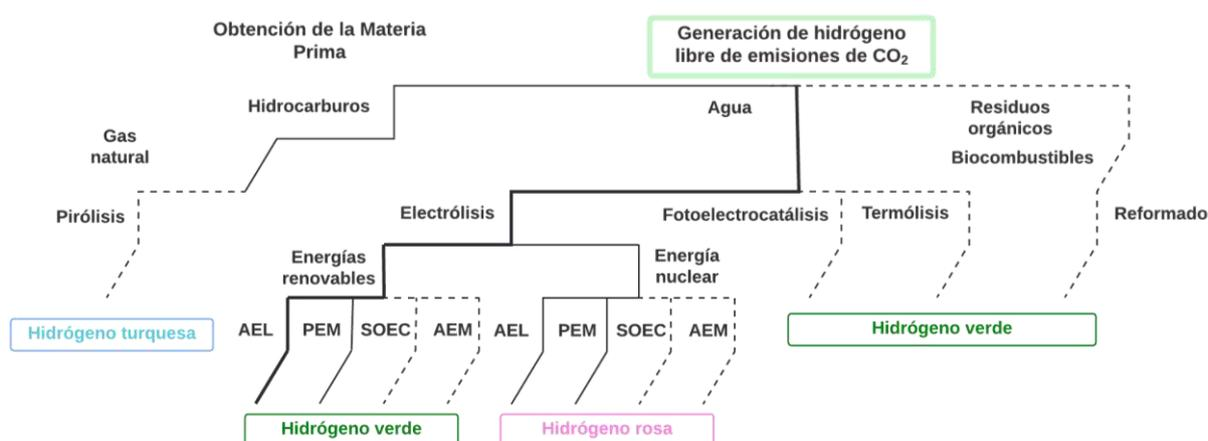 Obtención de la Materia
Prima
Generación de hidrógeno
libre de emisiones de CO₂
Hidrocarburos
Agua
Residuos
orgánicos
Gas
natural
Biocombustibles
Pirólisis
Electrólisis
Fotoelectrocatálisis
Termólisis
Reformado
Energías
renovables
Energía
nuclear
Hidrógeno turquesa
AEL
PEM
SOEC
AEM
AEL
PEM
SOEC
AEM
Hidrógeno verde
Hidrógeno verde
Hidrógeno rosa